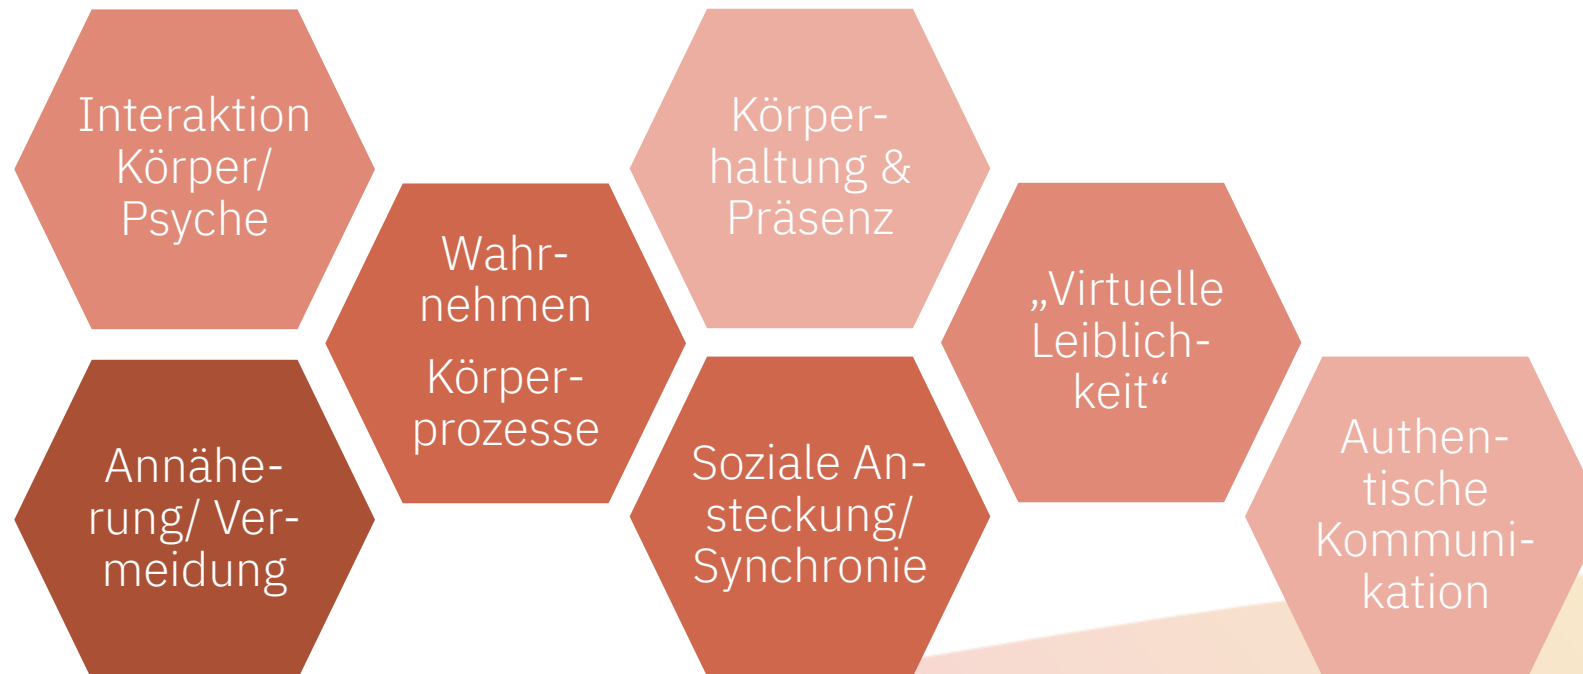 Interaktion
Körper/
Psyche
Annähe-
rung/ Ver-
meidung
Wahr-
nehmen
Körper-
prozesse
Körper-
haltung &
Präsenz
Soziale An-
steckung/
Synchronie
„Virtuelle
Leiblich-
keit“
Authen-
tische
Kommuni-
kation